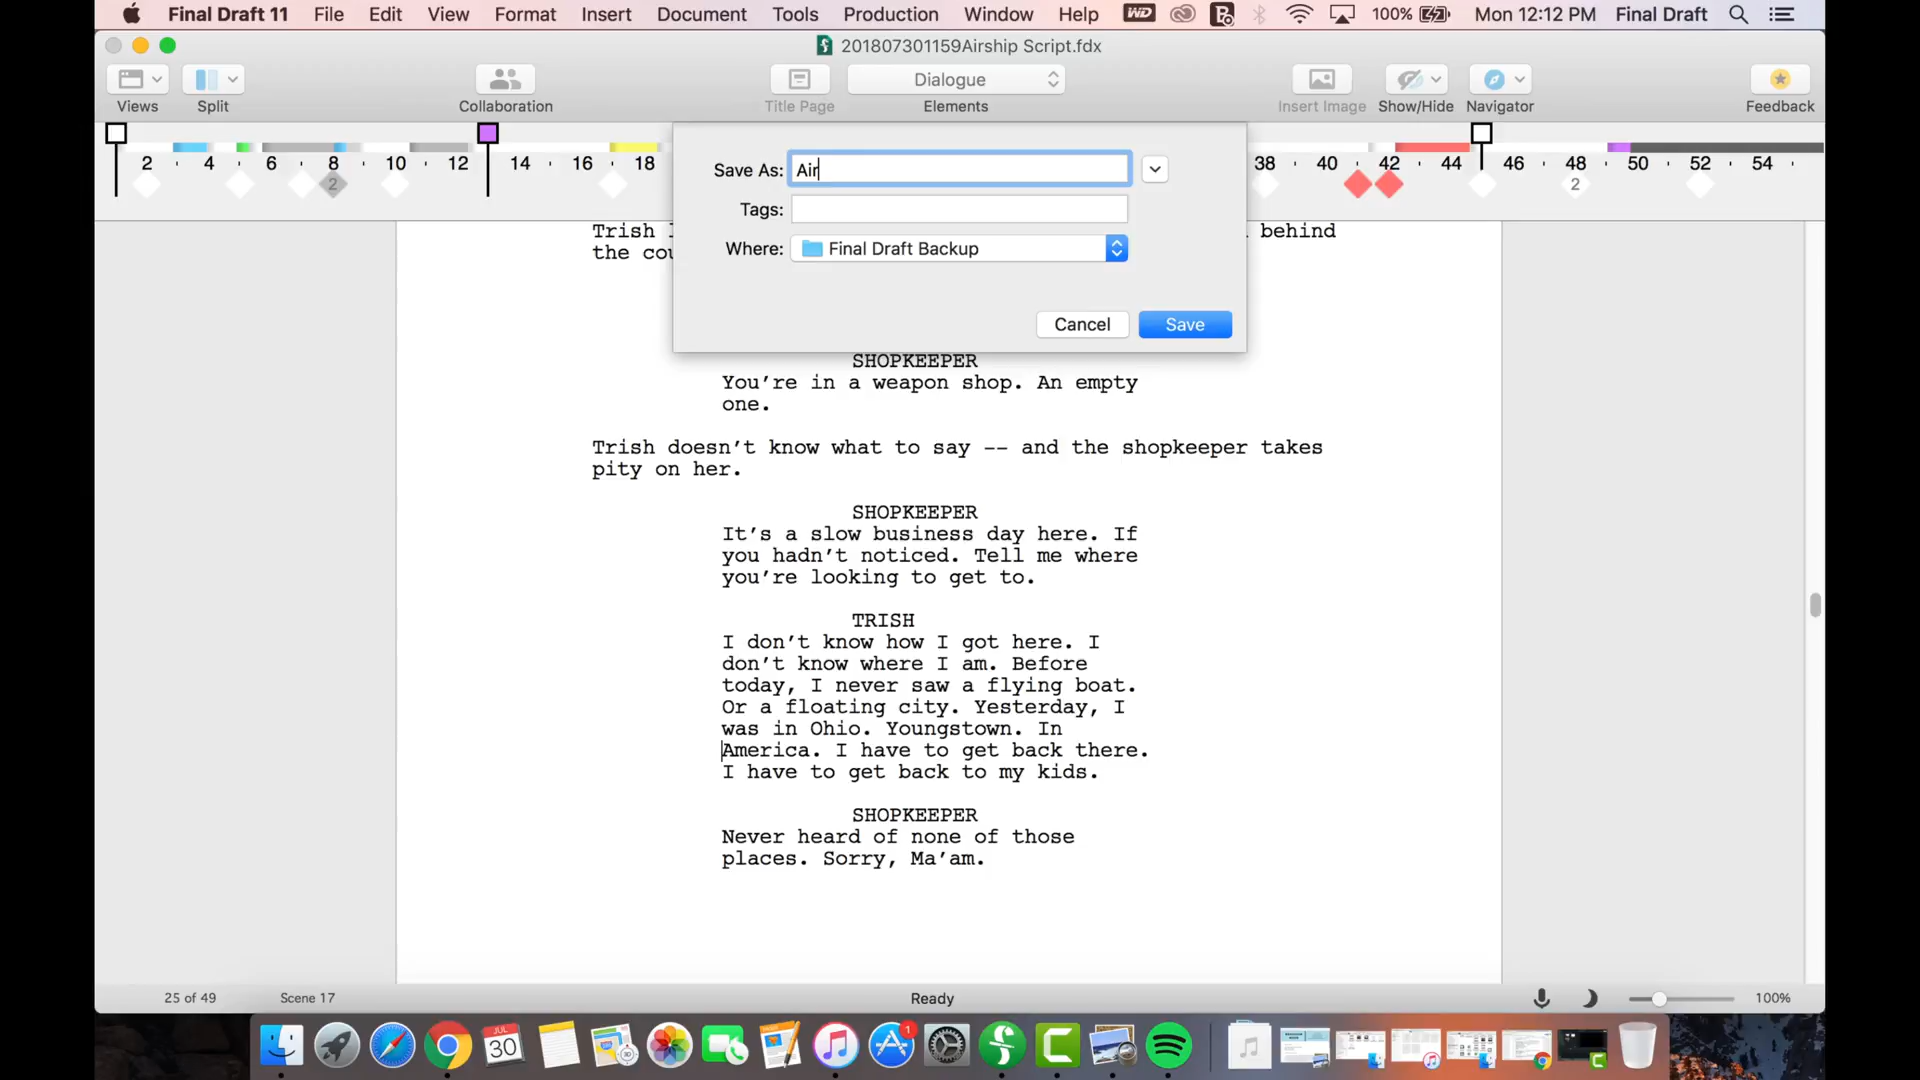 Final Draft 11 File Edit View Format Insert Document Tools Production Window Help WD 100% Mon 12:12 PM Final Draft
201807301159Airship Script.fdx
Dialogue
Views Split Collaboration Title Page Elements Insert Image Show/Hide Navigator Feedback
2 4 6 8 10 12 14 16 18 38 40 42 44 46 48 50 52 54
2 2
Save As: Air
Tags:
Where: Final Draft Backup
Cancel Save
Trish behind
the cou
SHOPKEEPER
You’re in a weapon shop. An empty
one.
Trish doesn’t know what to say -- and the shopkeeper takes
pity on her.
SHOPKEEPER
It’s a slow business day here. If
you hadn’t noticed. Tell me where
you’re looking to get to.
TRISH
I don’t know how I got here. I
don’t know where I am. Before
today, I never saw a flying boat.
Or a floating city. Yesterday, I
was in Ohio. Youngstown. In
America. I have to get back there.
I have to get back to my kids.
SHOPKEEPER
Never heard of none of those
places. Sorry, Ma’am.
25 of 49 Scene 17 Ready 100%
JUL
30
1